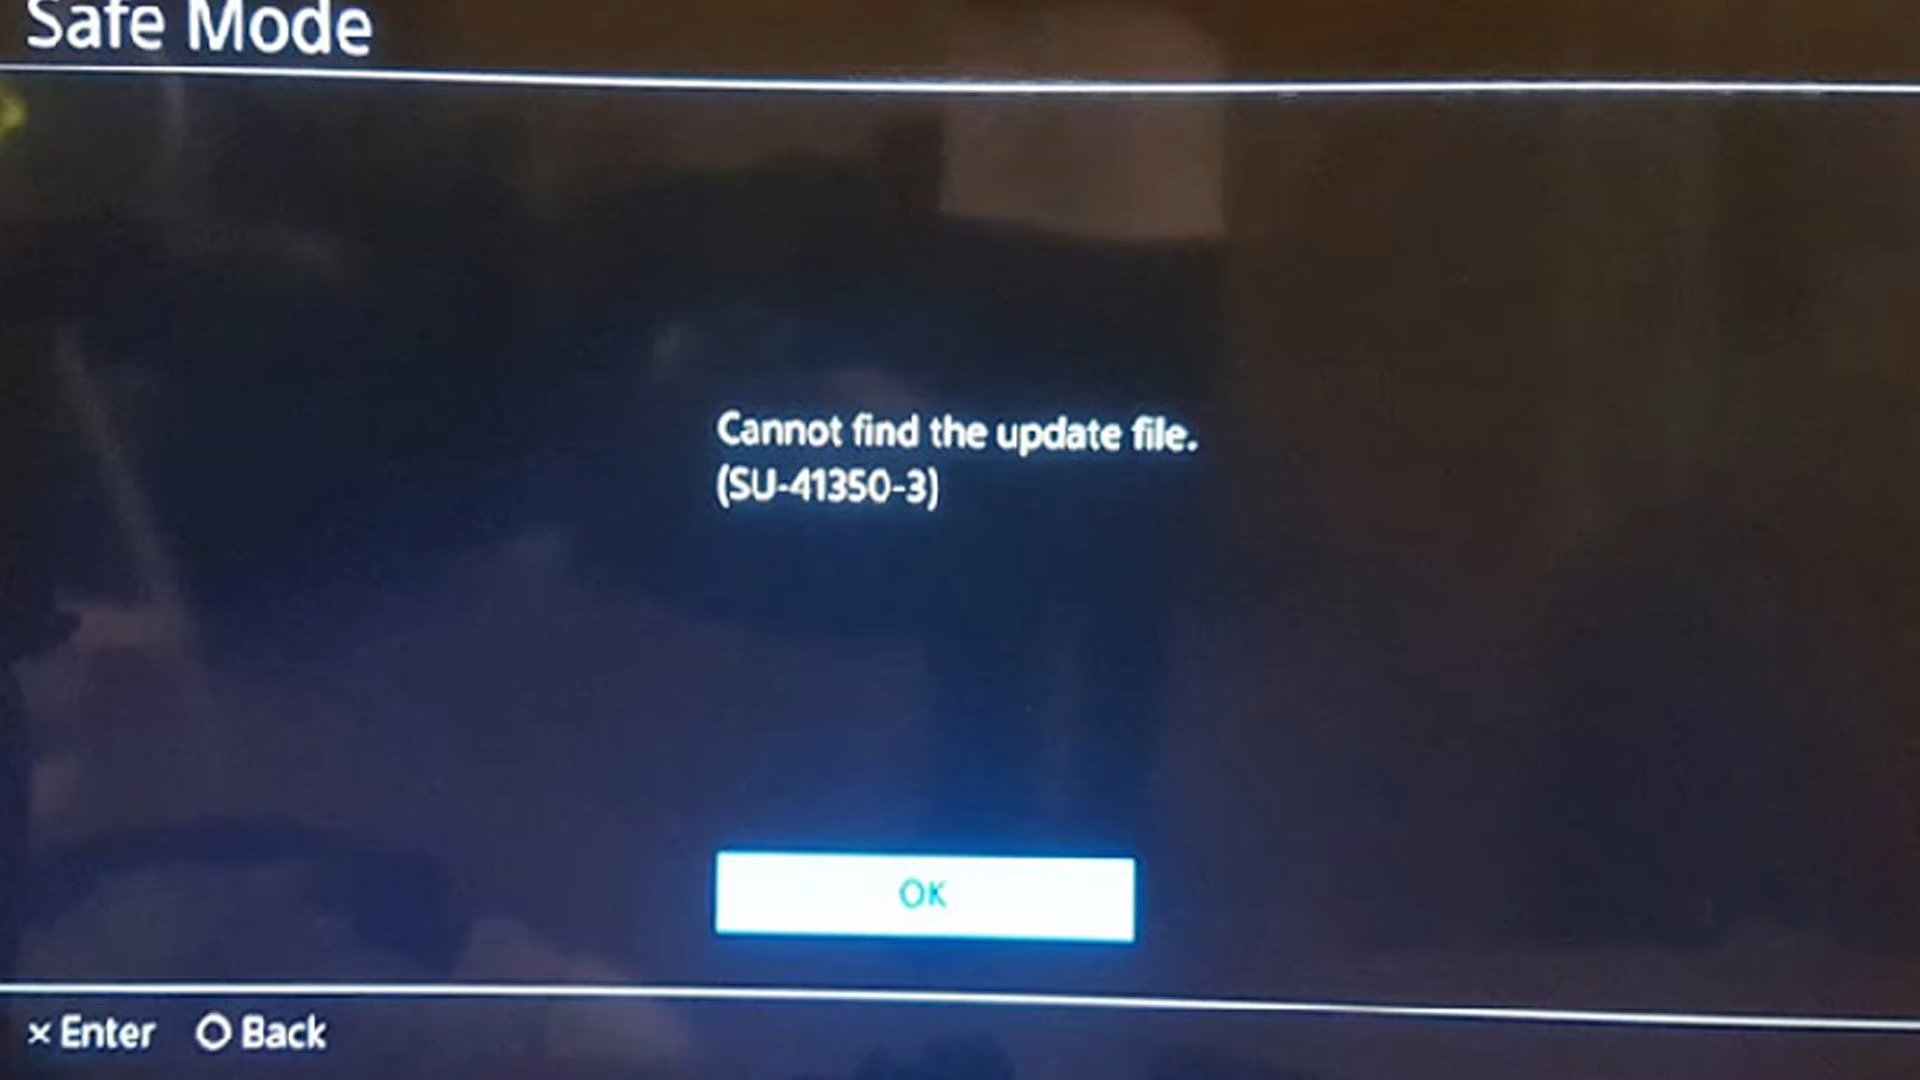 Safe Mode
Cannot find the update file.
(SU-41350-3)
OK
× Enter ○ Back